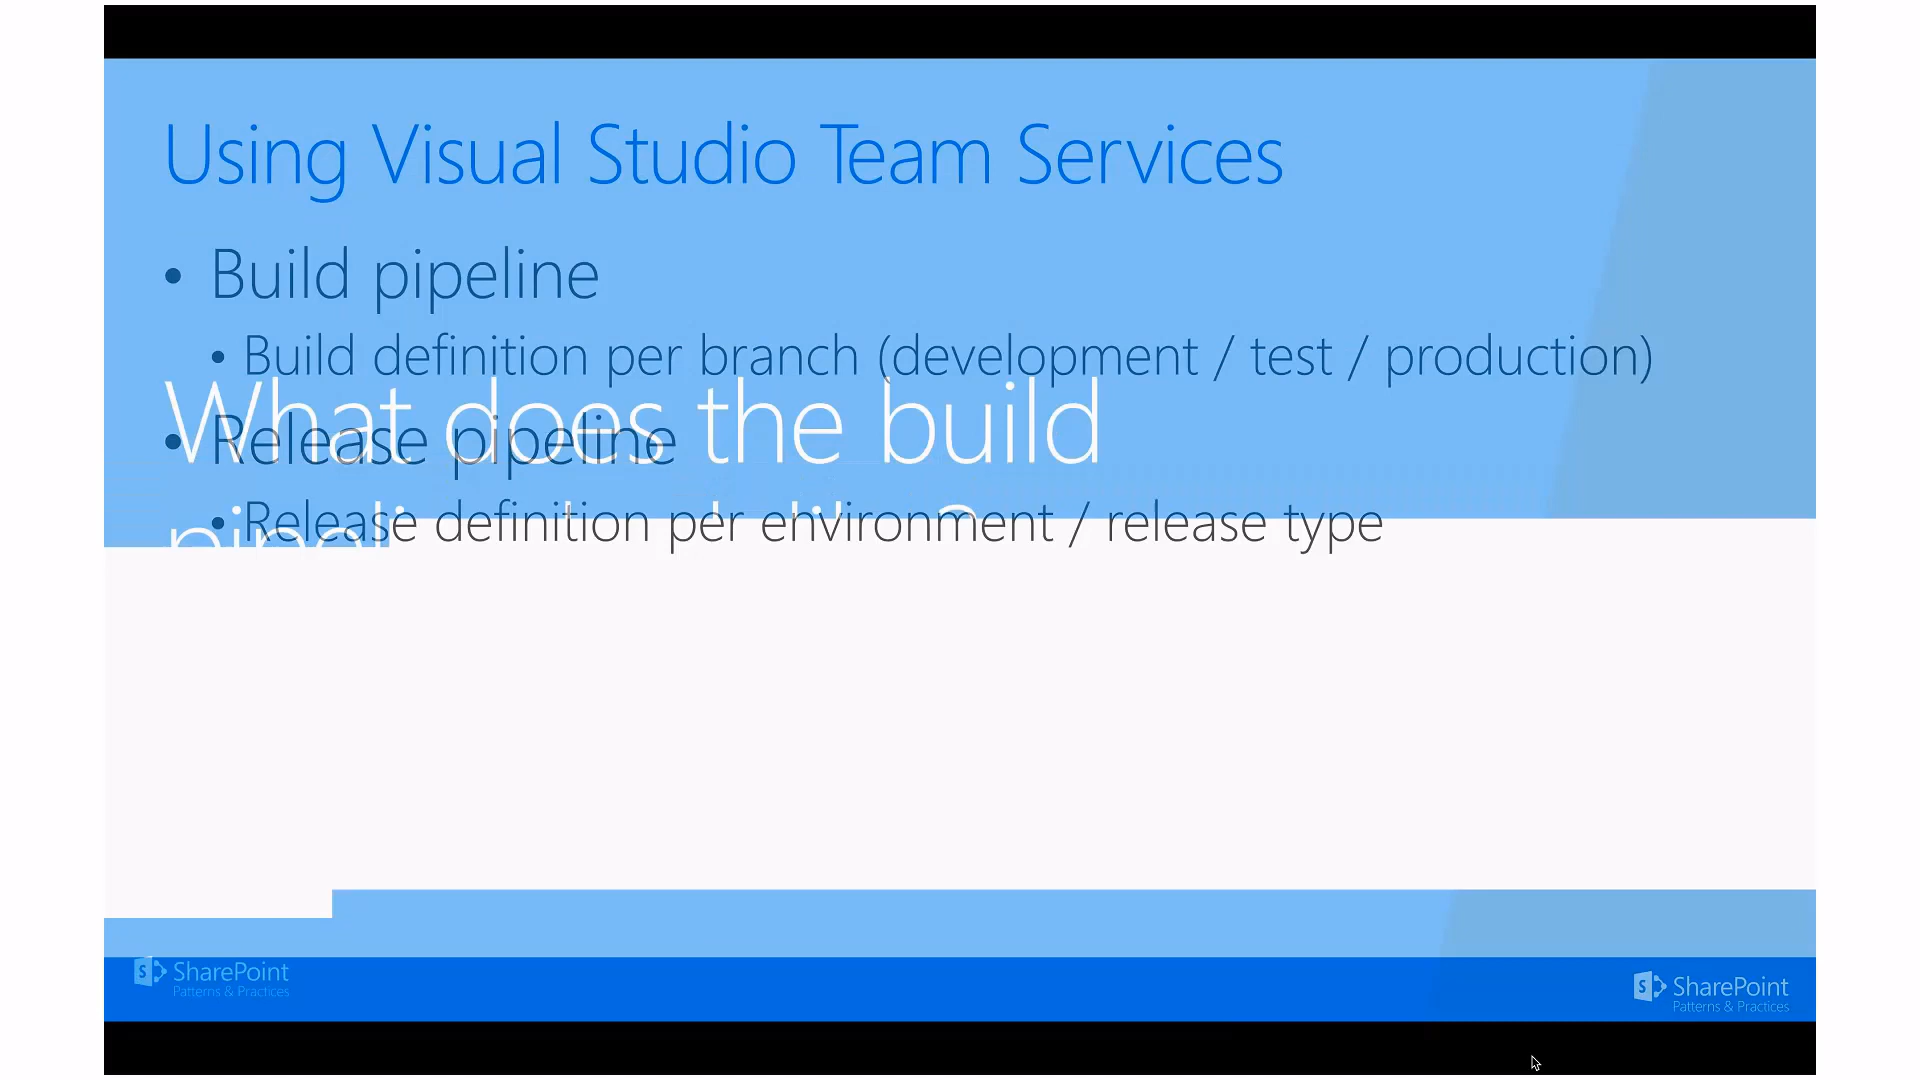 Using Visual Studio Team Services
• Build pipeline
• Build definition per branch (development / test / production)
What does the build
• Release pipeline
• Release definition per environment / release type
SharePoint
Patterns & Practices
SharePoint
Patterns & Practices